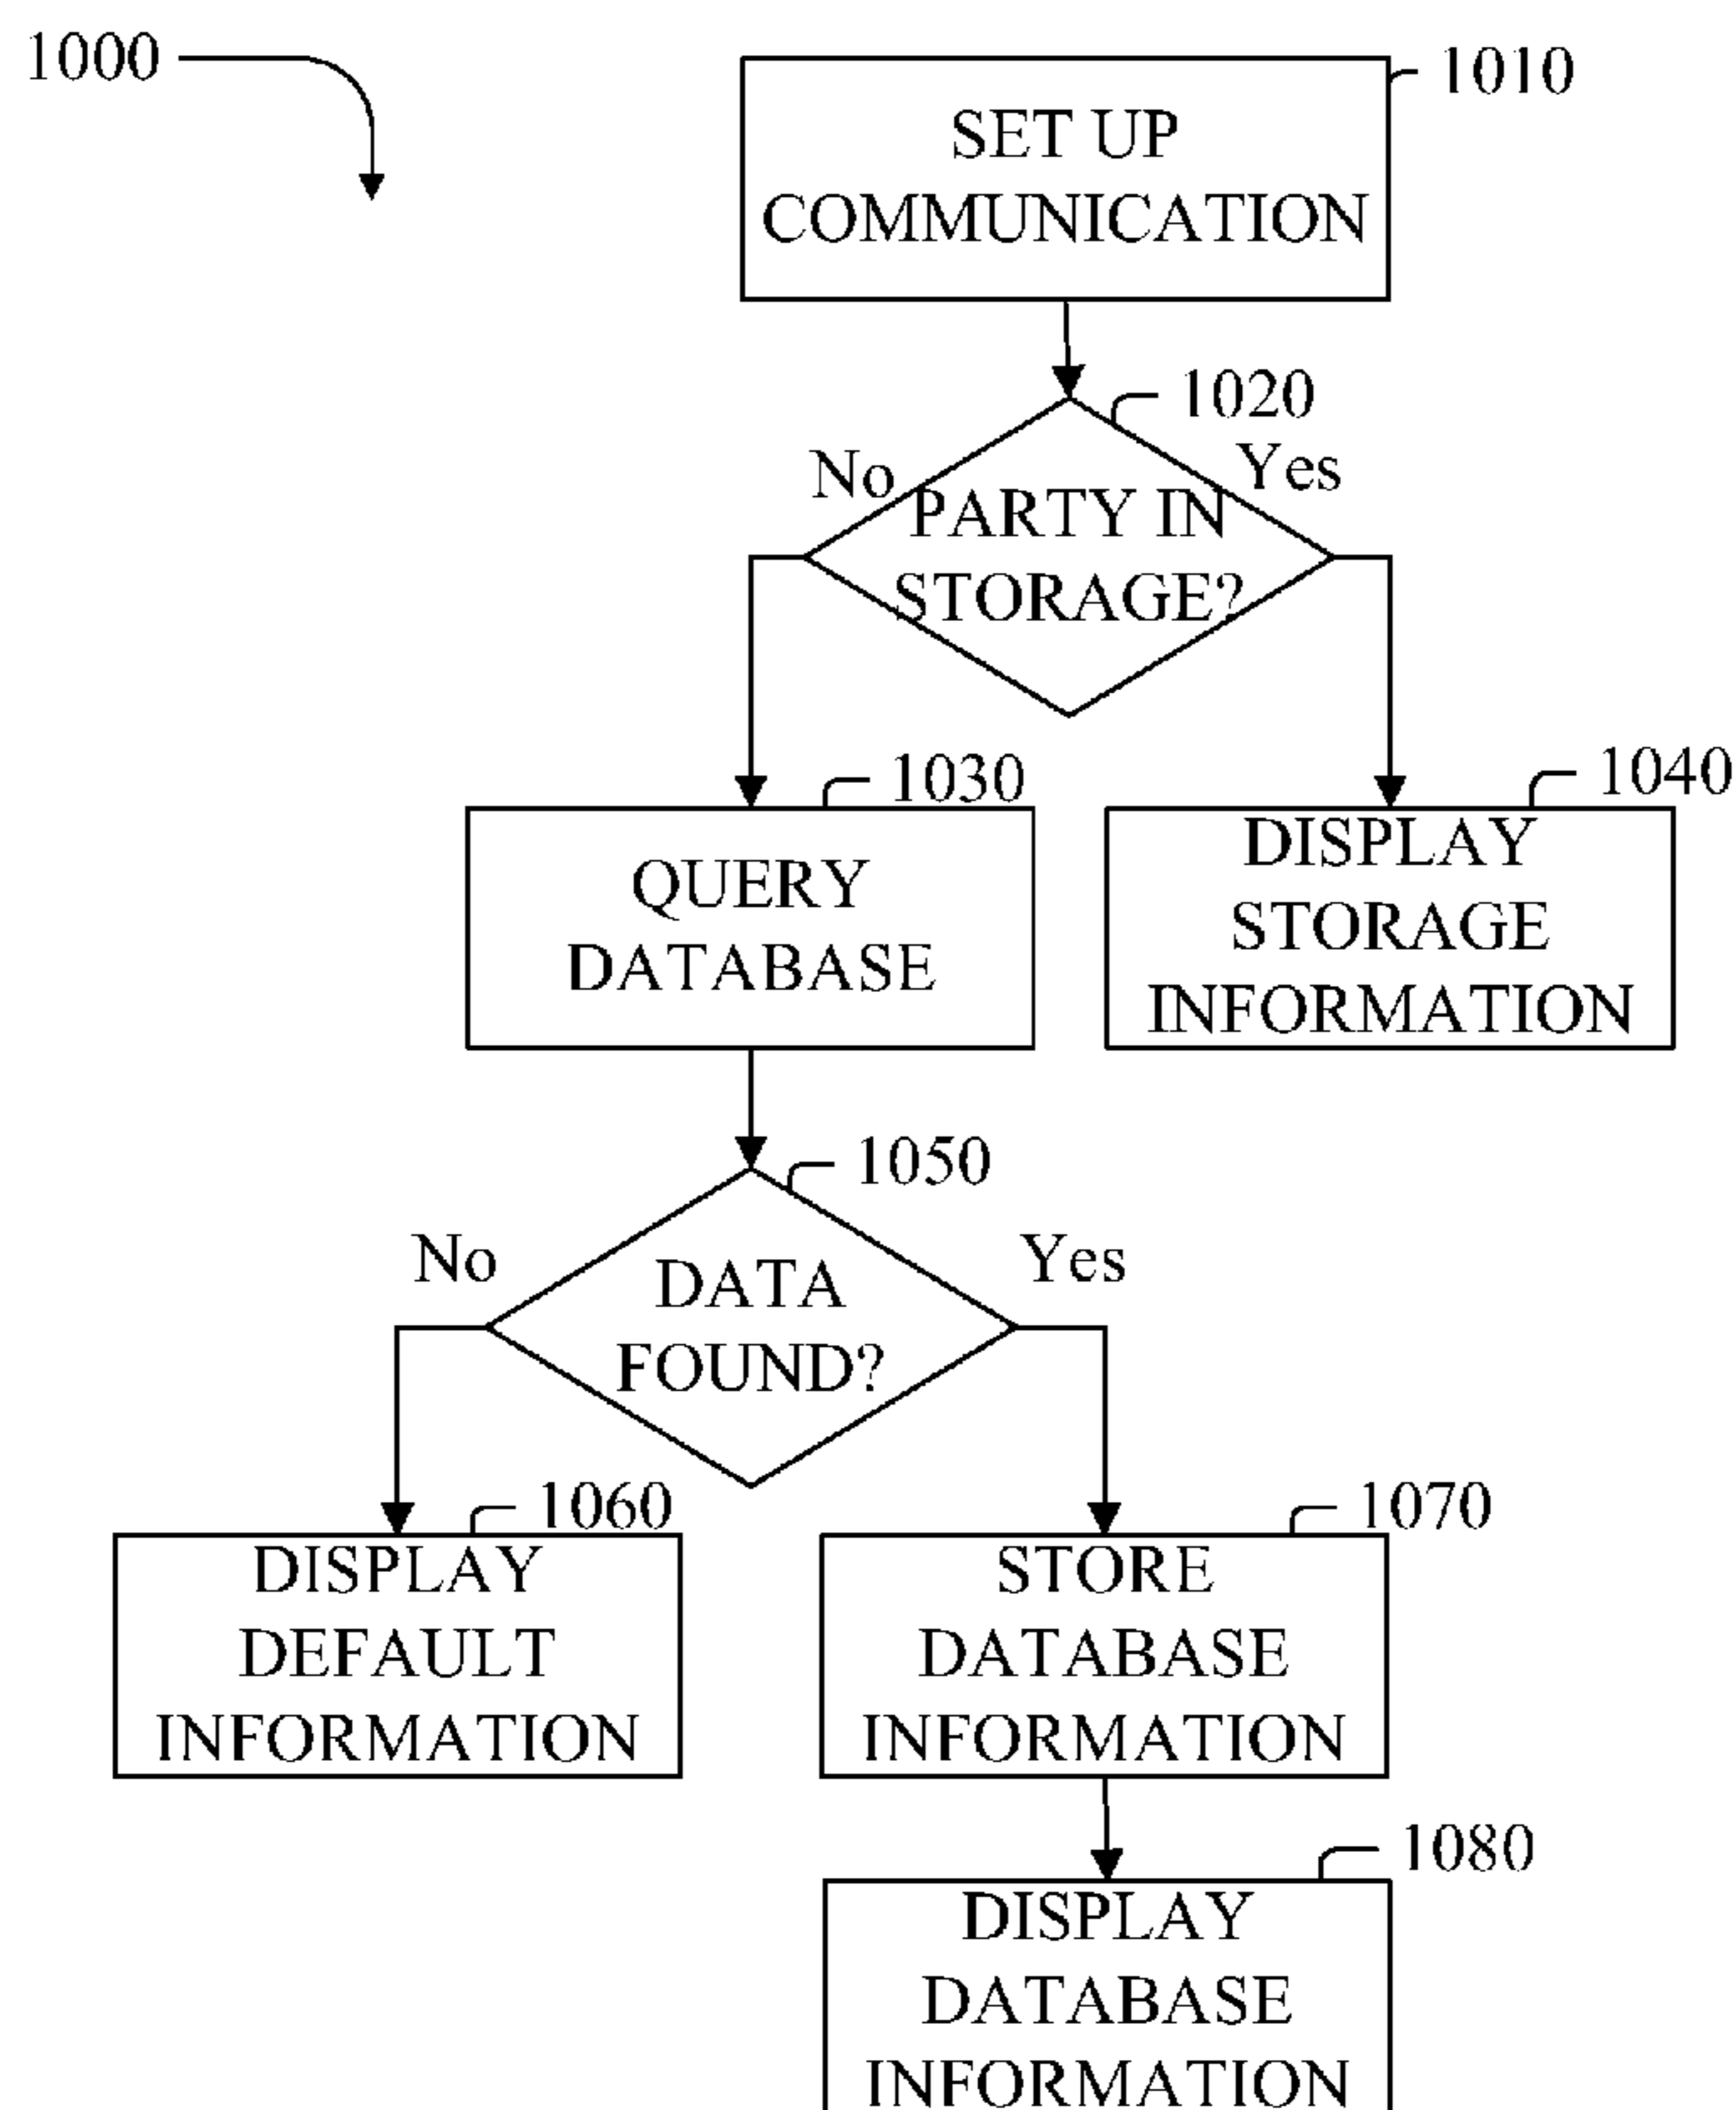 1000
1010
SET UP
COMMUNICATION
1020
No
Yes
PARTY IN
STORAGE?
1030
1040
QUERY
DATABASE
DISPLAY
STORAGE
INFORMATION
1050
No
Yes
DATA
FOUND?
1060
1070
DISPLAY
DEFAULT
INFORMATION
STORE
DATABASE
INFORMATION
1080
DISPLAY
DATABASE
INFORMATION